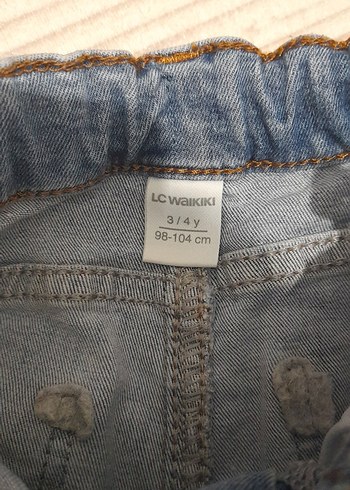 LC WAIKIKI
3 / 4 y
98-104 cm